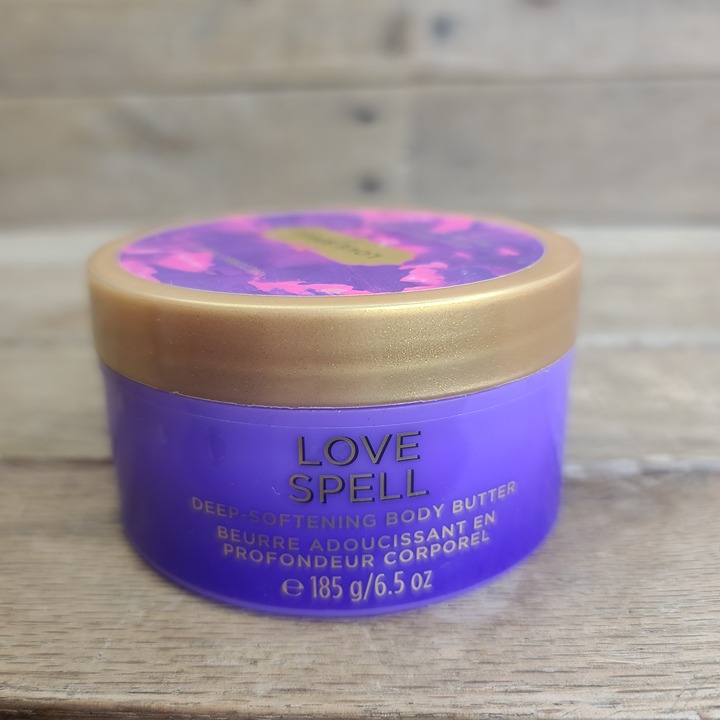 LOVE
SPELL
DEEP-SOFTENING BODY BUTTER
BEURRE ADOUCISSANT EN
PROFONDEUR CORPOREL
℮ 185 g/6.5 oz